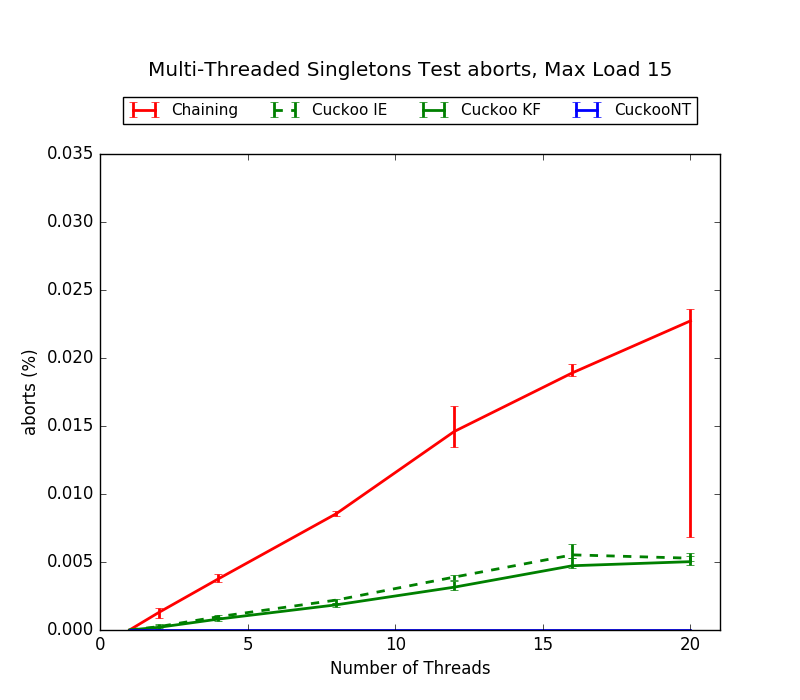 Multi-Threaded Singletons Test aborts, Max Load 15
Chaining Cuckoo IE Cuckoo KF CuckooNT
0.035
0.030
0.025
0.020
0.015
0.010
0.005
0.000
aborts (%)
0 5 10 15 20
Number of Threads